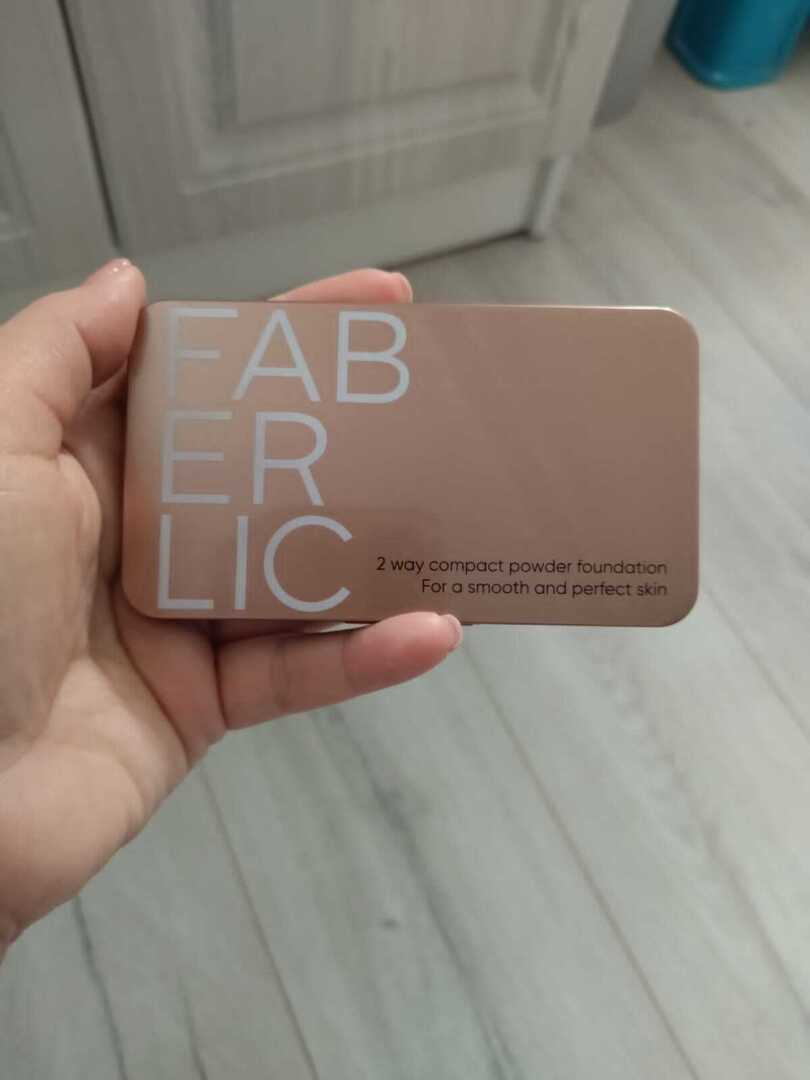 FAB
ER
LIC
2 way compact powder foundation
For a smooth and perfect skin